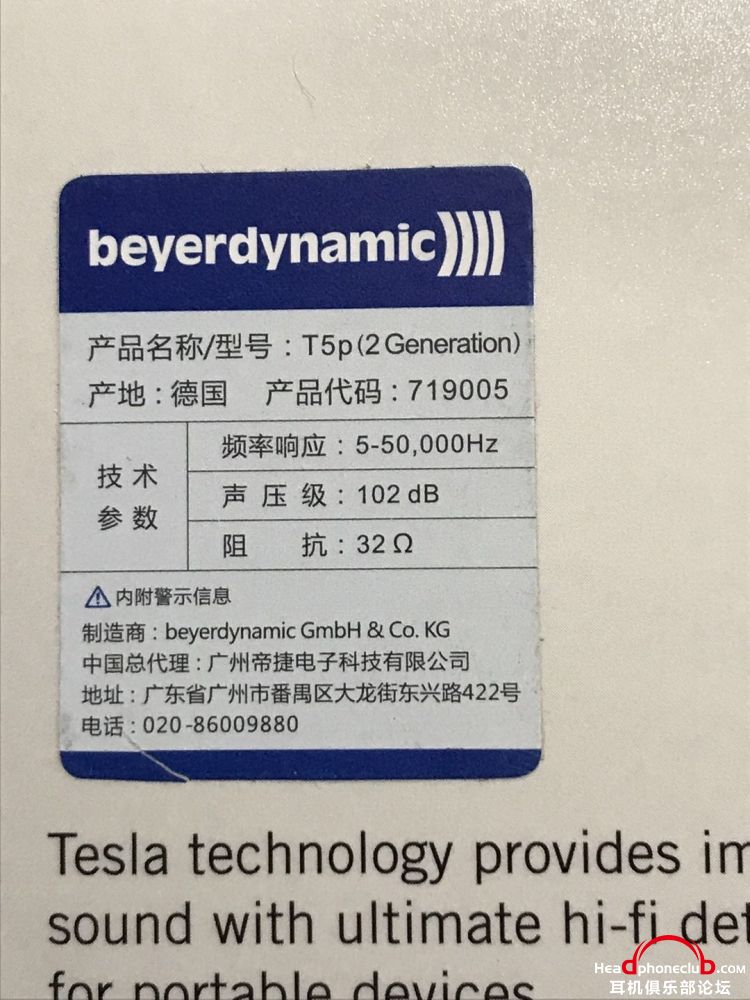 beyerdynamic
产品名称/型号：T5p(2 Generation)
产地：德国 产品代码：719005
技术
参数
频率响应：5-50,000Hz
声压级：102 dB
阻抗：32 Ω
内附警示信息
制造商：beyerdynamic GmbH & Co. KG
中国总代理：广州帝捷电子科技有限公司
地址：广东省广州市番禺区大龙街东兴路422号
电话：020-86009880
Tesla technology provides im
sound with ultimate hi-fi det
for portable devices
Headphoneclub.com
耳机俱乐部论坛